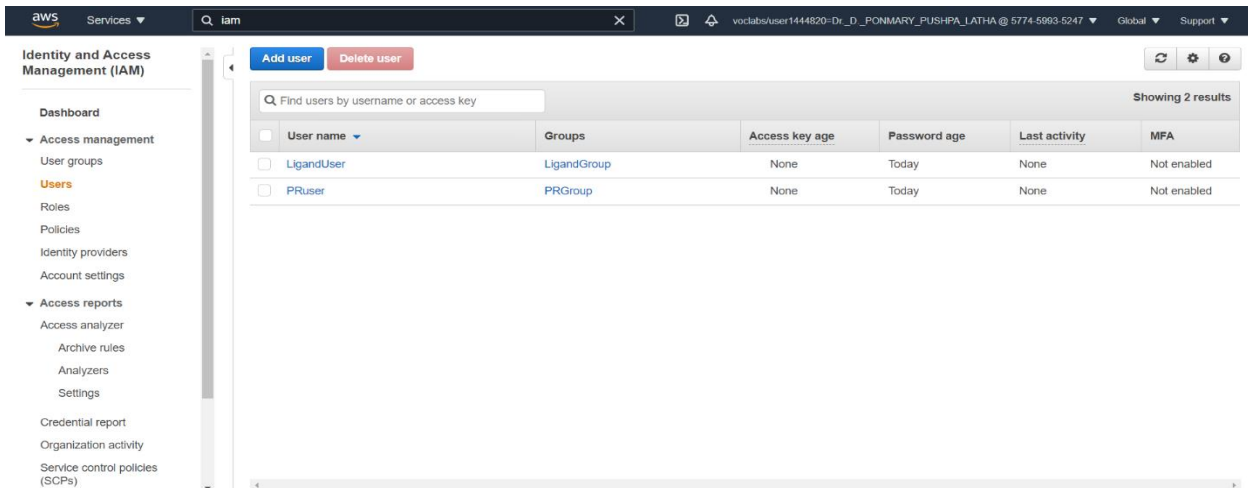 aws Services ▼ iam voclabs/user1444820=Dr._D._PONMARY_PUSHPA_LATHA @ 5774-5993-5247 ▼ Global ▼ Support ▼
Identity and Access
Management (IAM)
Dashboard
Access management
User groups
Users
Roles
Policies
Identity providers
Account settings
Access reports
Access analyzer
Archive rules
Analyzers
Settings
Credential report
Organization activity
Service control policies
(SCPs)
Add user Delete user
Find users by username or access key Showing 2 results
User name Groups Access key age Password age Last activity MFA
LigandUser LigandGroup None Today None Not enabled
PRuser PRGroup None Today None Not enabled